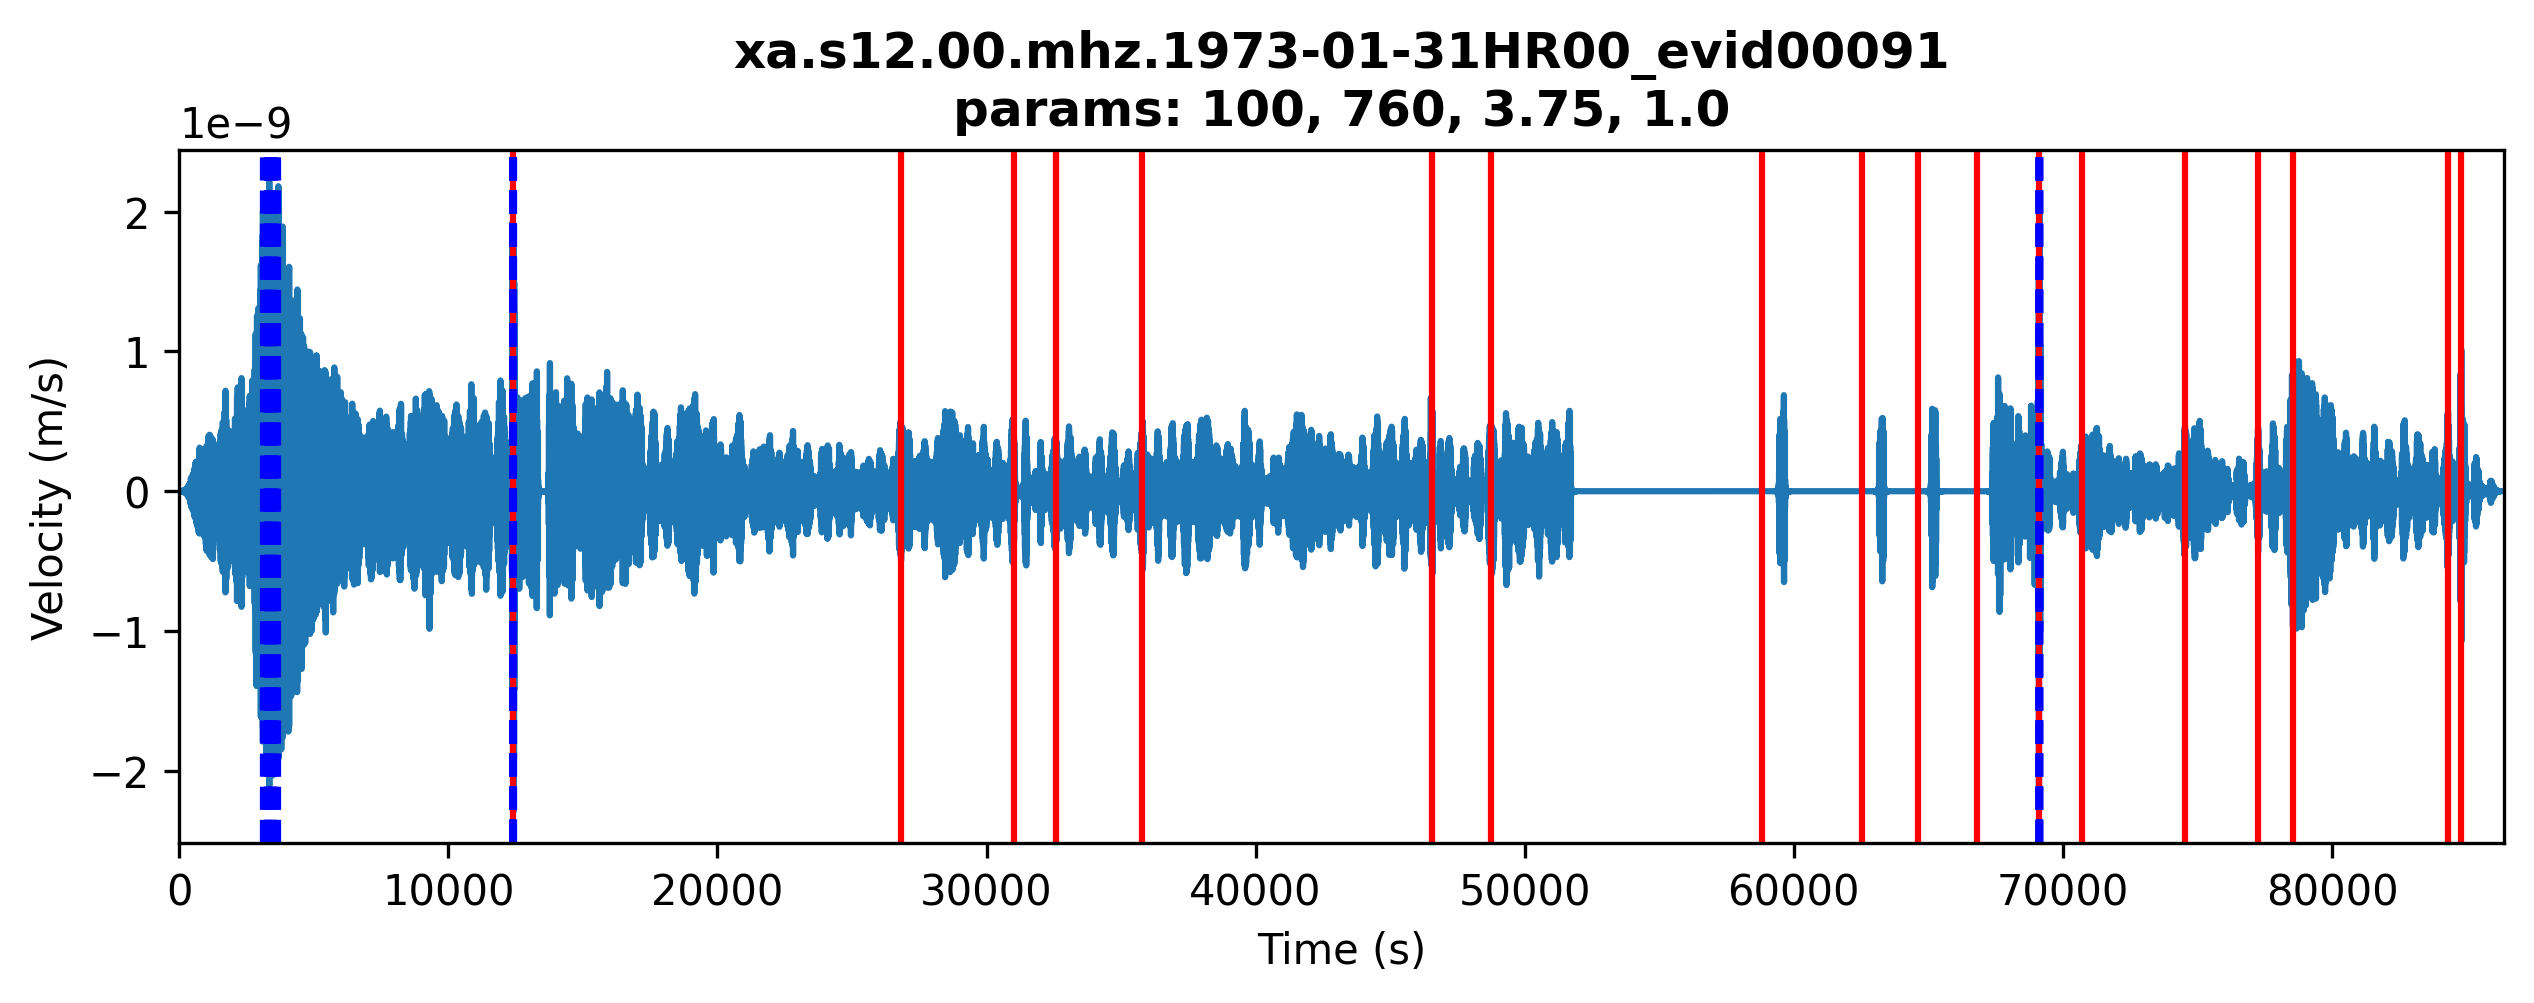 xa.s12.00.mhz.1973-01-31HR00_evid00091
params: 100, 760, 3.75, 1.0
1e−9
2
1
0
−1
−2
Velocity (m/s)
0 10000 20000 30000 40000 50000 60000 70000 80000
Time (s)